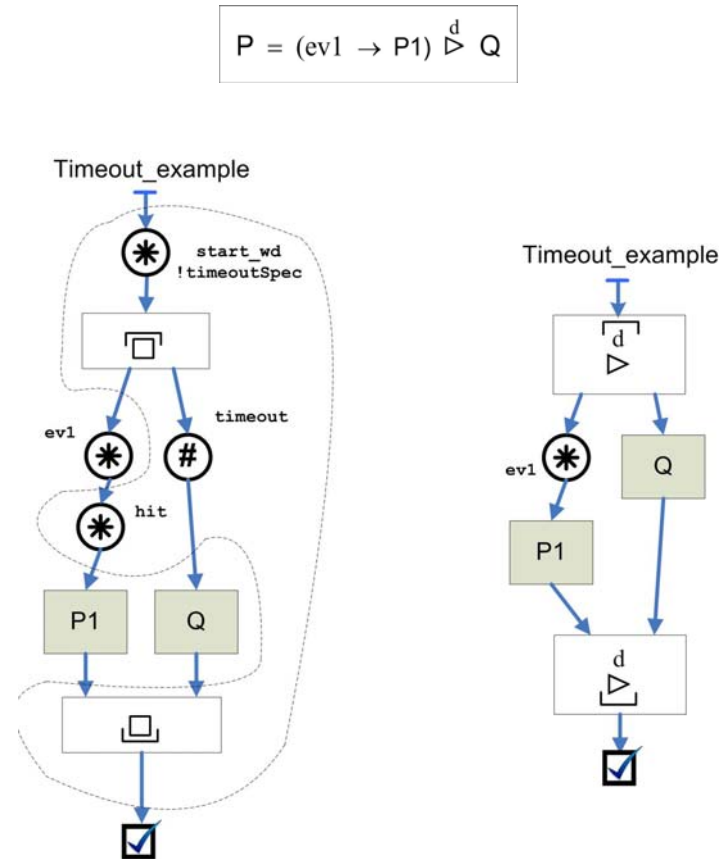 d
P = (ev1 → P1) ▷ Q
Timeout_example
start_wd
!timeoutSpec
ev1
timeout
#
hit
P1
Q
Timeout_example
d
▷
ev1
Q
P1
d
▷